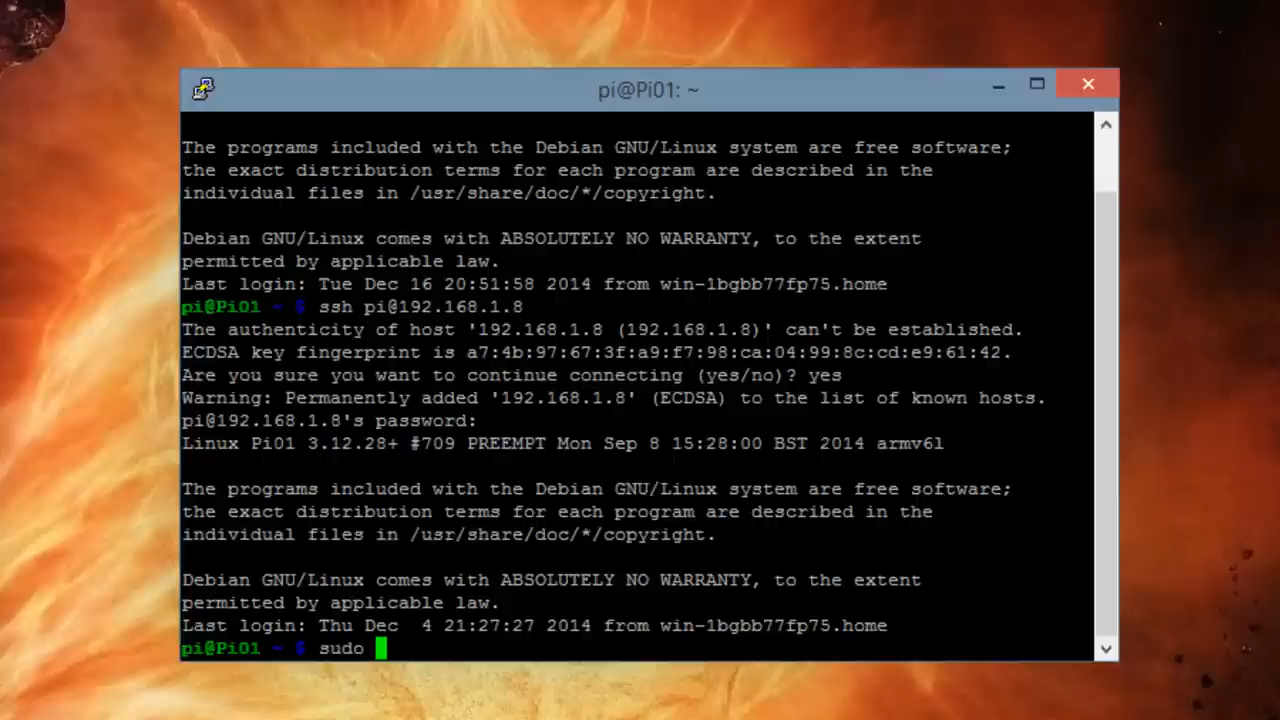 pi@Pi01: ~
The programs included with the Debian GNU/Linux system are free software;
the exact distribution terms for each program are described in the
individual files in /usr/share/doc/*/copyright.
Debian GNU/Linux comes with ABSOLUTELY NO WARRANTY, to the extent
permitted by applicable law.
Last login: Tue Dec 16 20:51:58 2014 from win-1bgbb77fp75.home
pi@Pi01 ~ $ ssh pi@192.168.1.8
The authenticity of host '192.168.1.8 (192.168.1.8)' can't be established.
ECDSA key fingerprint is a7:4b:97:67:3f:a9:f7:98:ca:04:99:8c:cd:e9:61:42.
Are you sure you want to continue connecting (yes/no)? yes
Warning: Permanently added '192.168.1.8' (ECDSA) to the list of known hosts.
pi@192.168.1.8's password:
Linux Pi01 3.12.28+ #709 PREEMPT Mon Sep 8 15:28:00 BST 2014 armv6l
The programs included with the Debian GNU/Linux system are free software;
the exact distribution terms for each program are described in the
individual files in /usr/share/doc/*/copyright.
Debian GNU/Linux comes with ABSOLUTELY NO WARRANTY, to the extent
permitted by applicable law.
Last login: Thu Dec  4 21:27:27 2014 from win-1bgbb77fp75.home
pi@Pi01 ~ $ sudo